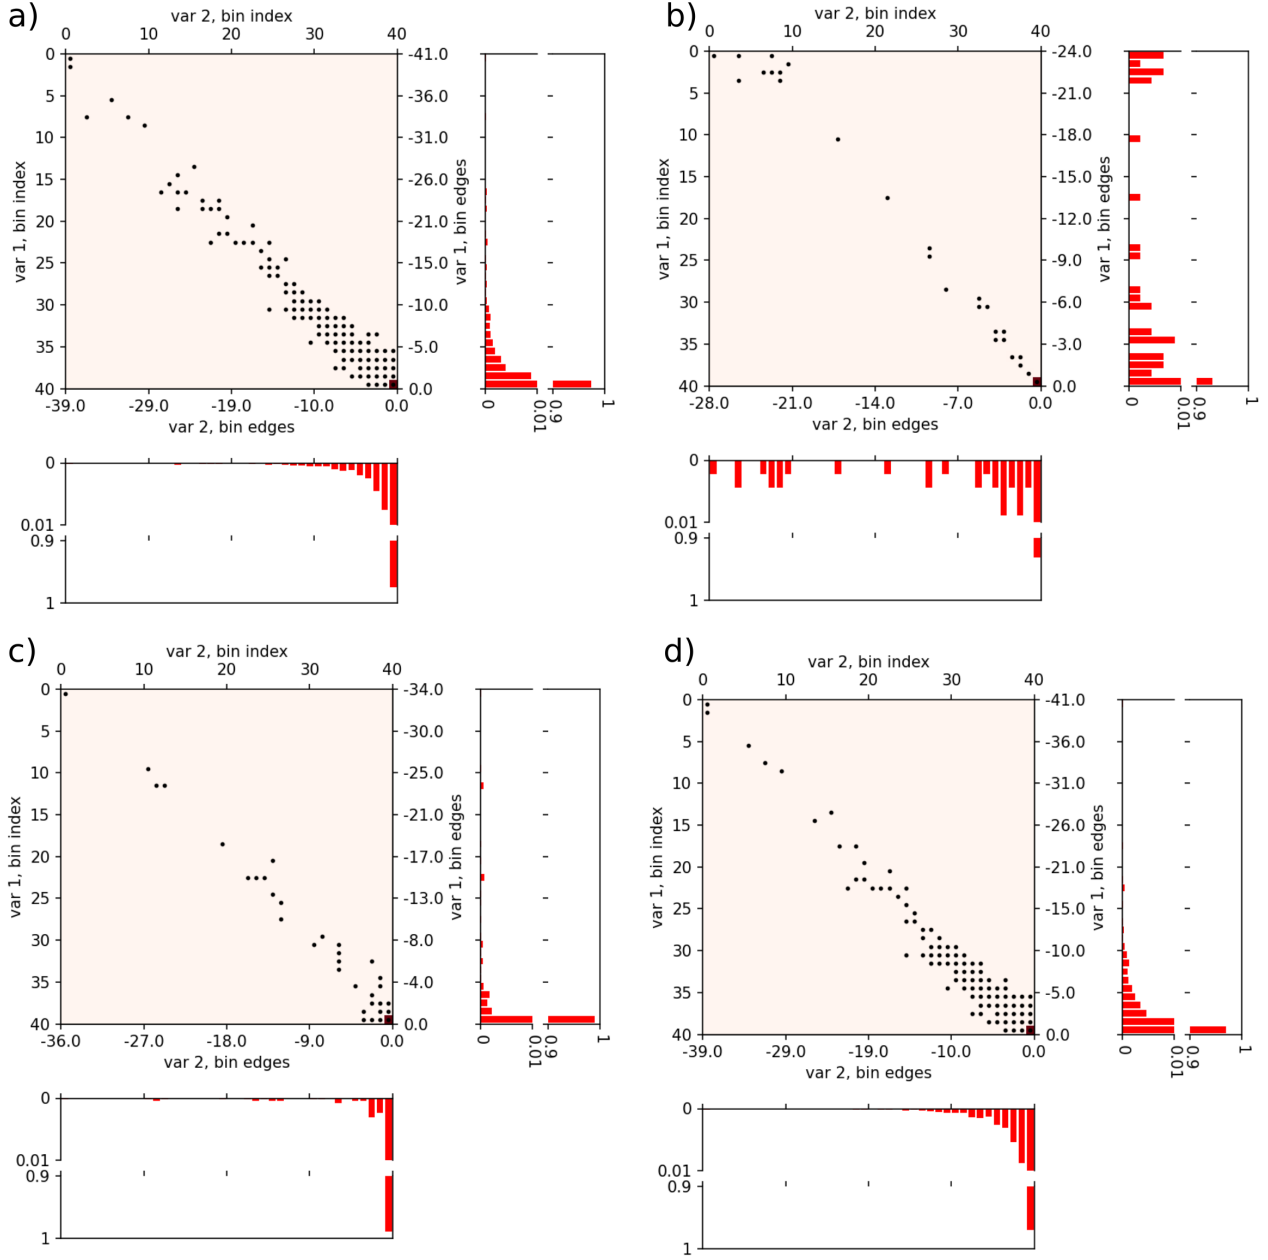 a)
var 2, bin index
0 10 20 30 40
0 5 10 15 20 25 30 35 40
var 1, bin index
-41.0 -36.0 -31.0 -26.0 -21.0 -15.0 -10.0 -5.0 0.0
var 1, bin edges
-39.0 -29.0 -19.0 -10.0 0.0
var 2, bin edges
0 0.01 0.9 1
0
0.01
0.9
1
b)
var 2, bin index
0 10 20 30 40
0 5 10 15 20 25 30 35 40
var 1, bin index
-24.0 -21.0 -18.0 -15.0 -12.0 -9.0 -6.0 -3.0 0.0
var 1, bin edges
-28.0 -21.0 -14.0 -7.0 0.0
var 2, bin edges
0 0.01 0.9 1
0
0.01
0.9
1
c)
var 2, bin index
0 10 20 30 40
0 5 10 15 20 25 30 35 40
var 1, bin index
-34.0 -30.0 -25.0 -21.0 -17.0 -13.0 -8.0 -4.0 0.0
var 1, bin edges
-36.0 -27.0 -18.0 -9.0 0.0
var 2, bin edges
0 0.01 0.9 1
0
0.01
0.9
1
d)
var 2, bin index
0 10 20 30 40
0 5 10 15 20 25 30 35 40
var 1, bin index
-41.0 -36.0 -31.0 -26.0 -21.0 -15.0 -10.0 -5.0 0.0
var 1, bin edges
-39.0 -29.0 -19.0 -10.0 0.0
var 2, bin edges
0 0.01 0.9 1
0
0.01
0.9
1